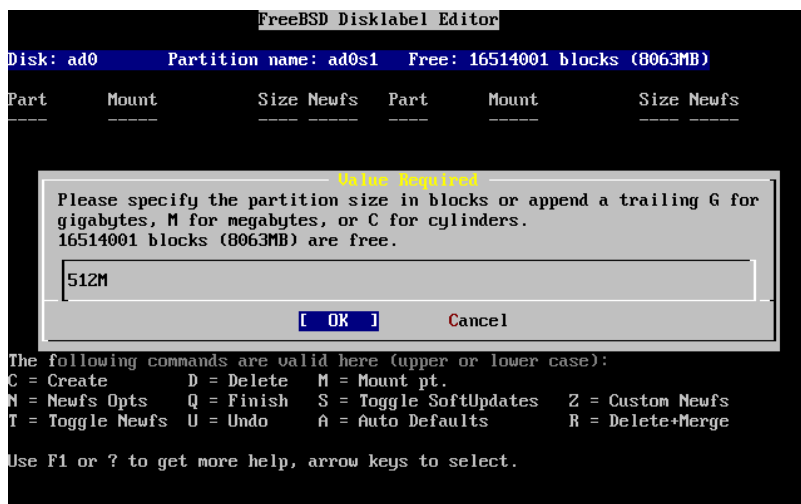 FreeBSD Disklabel Editor
Disk: ad0 Partition name: ad0s1 Free: 16514001 blocks (8063MB)
Part Mount Size Newfs Part Mount Size Newfs
---- ----- ---- ----- ---- ----- ---- -----
Value Required
Please specify the partition size in blocks or append a trailing G for
gigabytes, M for megabytes, or C for cylinders.
16514001 blocks (8063MB) are free.
512M
[ OK ] Cancel
The following commands are valid here (upper or lower case):
C = Create D = Delete M = Mount pt.
N = Newfs Opts Q = Finish S = Toggle SoftUpdates Z = Custom Newfs
T = Toggle Newfs U = Undo A = Auto Defaults R = Delete+Merge
Use F1 or ? to get more help, arrow keys to select.